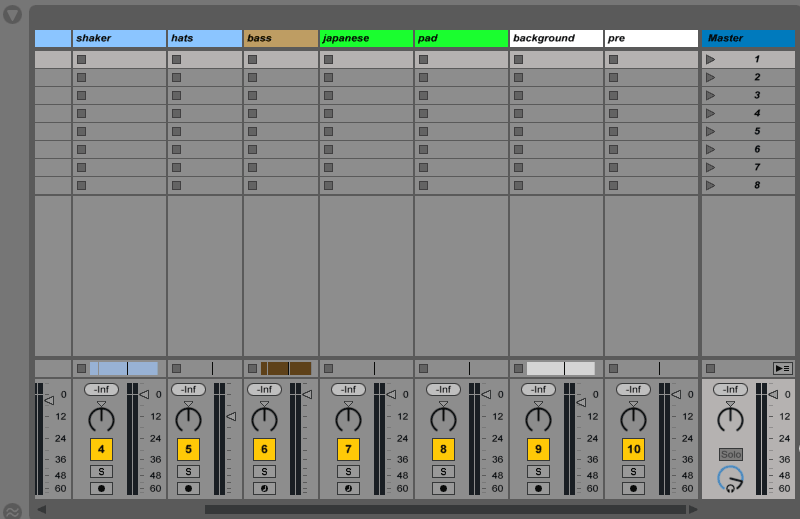 shaker hats bass japanese pad background pre Master
1
2
3
4
5
6
7
8
-Inf -Inf -Inf -Inf -Inf -Inf -Inf -Inf
0 0 0 0 0 0 0 0
12 12 12 12 12 12 12 12
24 24 24 24 24 24 24 24
4 5 6 7 8 9 10 Solo
36 36 36 36 36 36 36 36
S S S S S S S
48 48 48 48 48 48 48 48
60 60 60 60 60 60 60 60